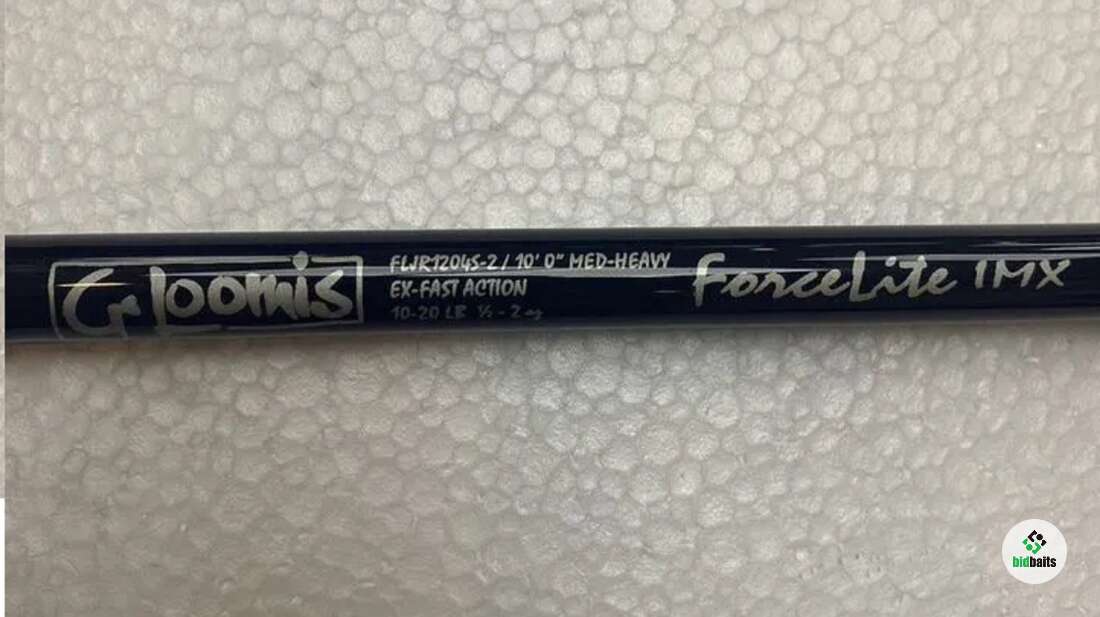 G.Loomis
FWR1204S-2 / 10' 0" MED-HEAVY
EX-FAST ACTION
10-20 LB ½ - 2 oz
ForceLite IMX
bidbaits